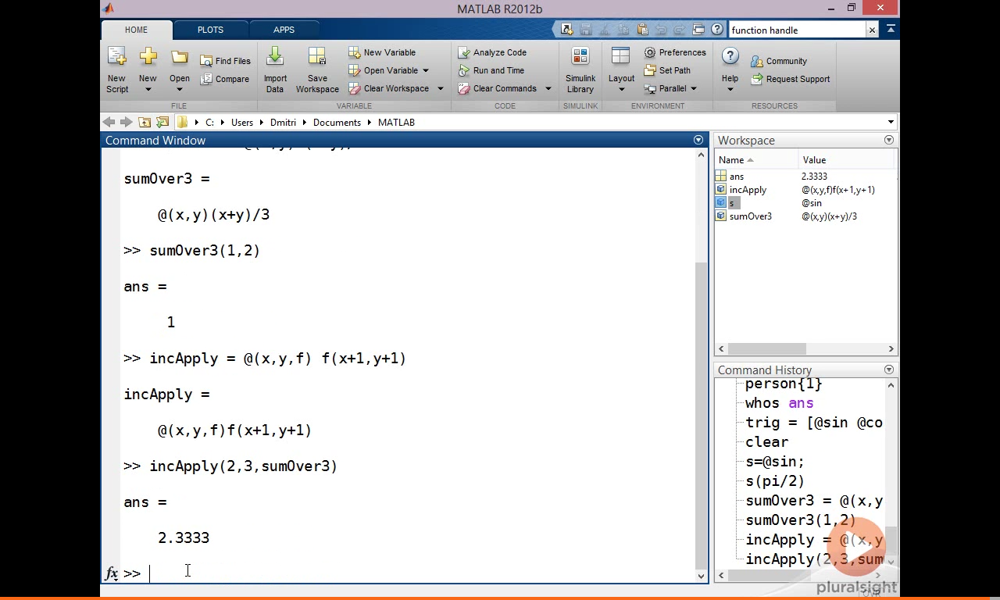 MATLAB R2012b
HOME
PLOTS
APPS
function handle
New Script
New
Open
Find Files
Compare
Import Data
Save Workspace
New Variable
Open Variable
Clear Workspace
Analyze Code
Run and Time
Clear Commands
Simulink Library
Layout
Preferences
Set Path
Parallel
Help
Community
Request Support
FILE
VARIABLE
CODE
SIMULINK
ENVIRONMENT
RESOURCES
C: Users Dmitri Documents MATLAB
Command Window
sumOver3 =
@(x,y)(x+y)/3
>> sumOver3(1,2)
ans =
1
>> incApply = @(x,y,f) f(x+1,y+1)
incApply =
@(x,y,f)f(x+1,y+1)
>> incApply(2,3,sumOver3)
ans =
2.3333
fx >>
Workspace
Name Value
ans 2.3333
incApply @(x,y,f)f(x+1,y+1)
s @sin
sumOver3 @(x,y)(x+y)/3
Command History
person{1}
whos ans
trig = [@sin @co
clear
s=@sin;
s(pi/2)
sumOver3 = @(x,y
sumOver3(1,2)
incApply = @(x,y
incApply(2,3,sum
pluralsight
OVR